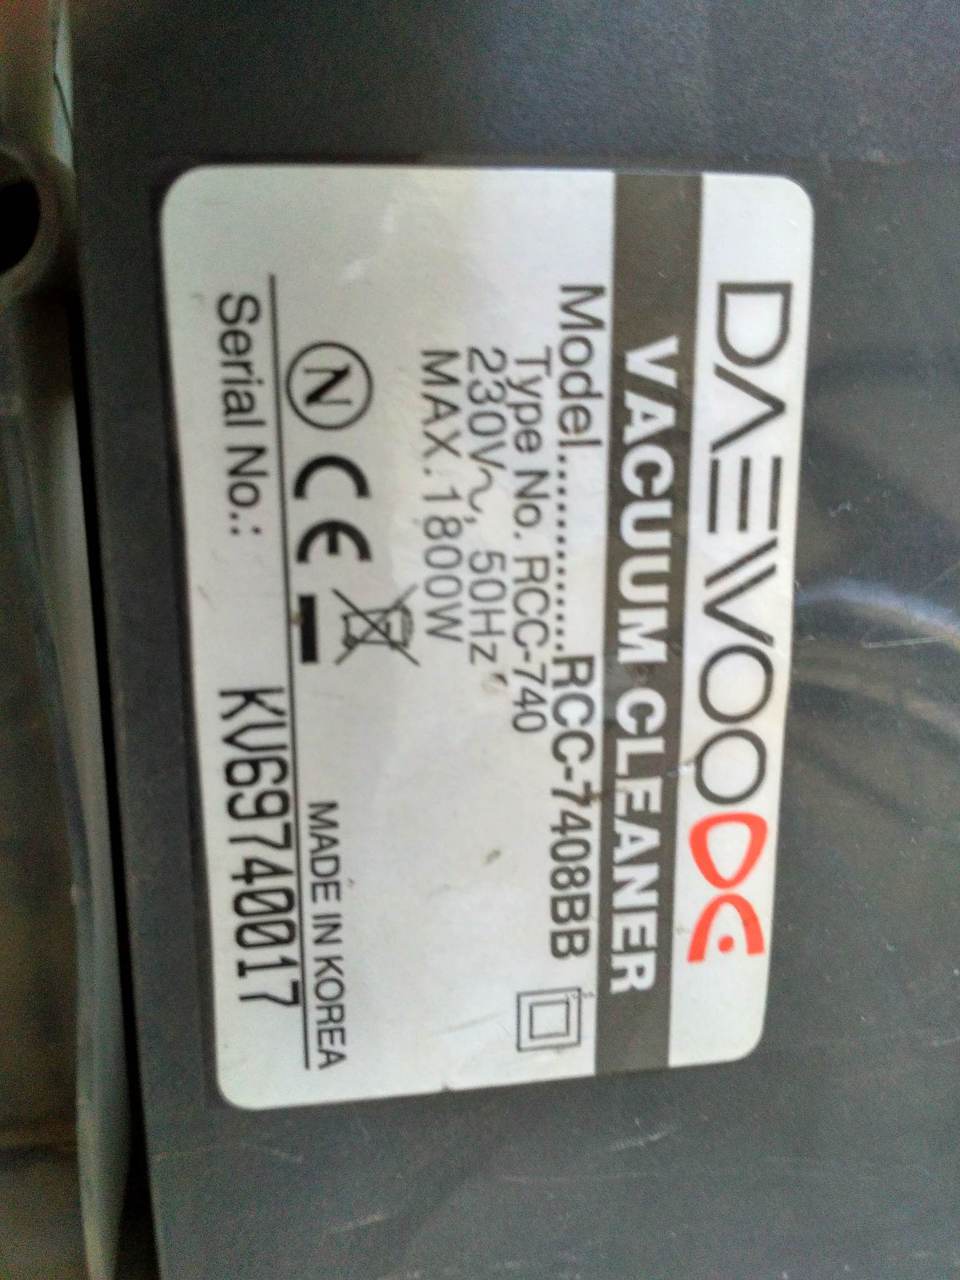 DAEWOO DE
VACUUM CLEANER
Model..............RCC-7408BB
Type No. RCC-740
230V~, 50Hz
MAX.1800W
N CE
MADE IN KOREA
Serial No.: KV69740017